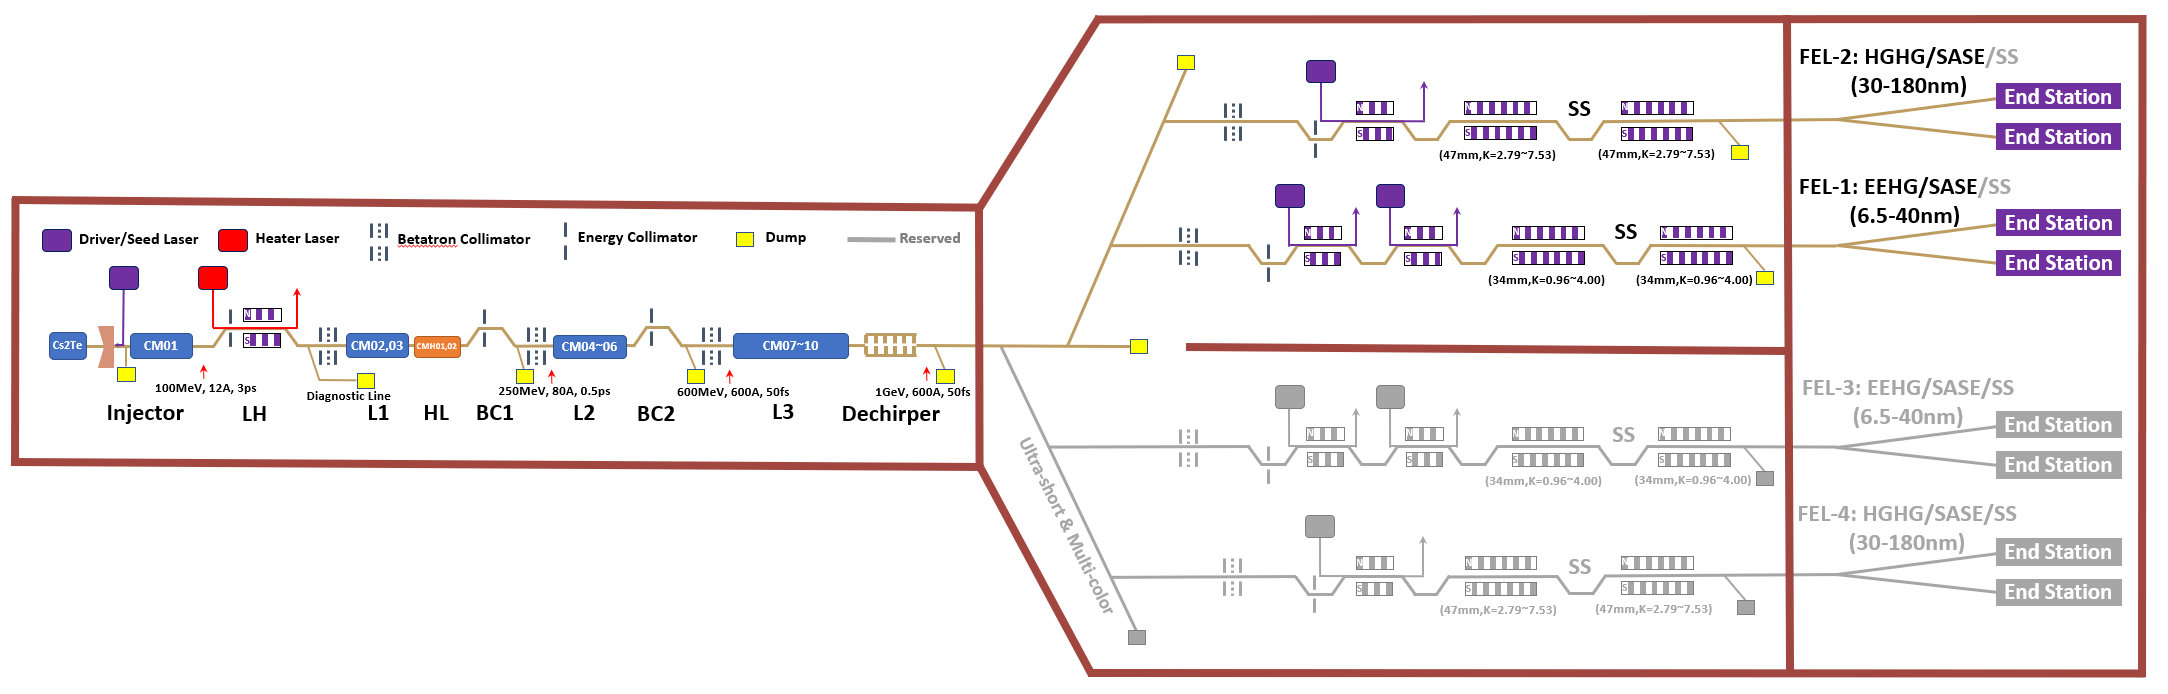 Driver/Seed Laser
Heater Laser
Betatron Collimator
Energy Collimator
Dump
Reserved
Cs2Te
CM01
N
S
CM02,03
CMH01,02
CM04~06
CM07~10
100MeV, 12A, 3ps
Diagnostic Line
250MeV, 80A, 0.5ps
600MeV, 600A, 50fs
1GeV, 600A, 50fs
Injector
LH
L1
HL
BC1
L2
BC2
L3
Dechirper
Ultra-short & Multi-color
N
S
N
S
SS
N
S
(47mm,K=2.79~7.53)
(47mm,K=2.79~7.53)
FEL-2: HGHG/SASE/SS
(30-180nm)
End Station
End Station
N
S
N
S
N
S
SS
N
S
(34mm,K=0.96~4.00)
(34mm,K=0.96~4.00)
FEL-1: EEHG/SASE/SS
(6.5-40nm)
End Station
End Station
N
S
N
S
N
S
SS
N
S
(34mm,K=0.96~4.00)
(34mm,K=0.96~4.00)
FEL-3: EEHG/SASE/SS
(6.5-40nm)
End Station
End Station
N
S
N
S
SS
N
S
(47mm,K=2.79~7.53)
(47mm,K=2.79~7.53)
FEL-4: HGHG/SASE/SS
(30-180nm)
End Station
End Station